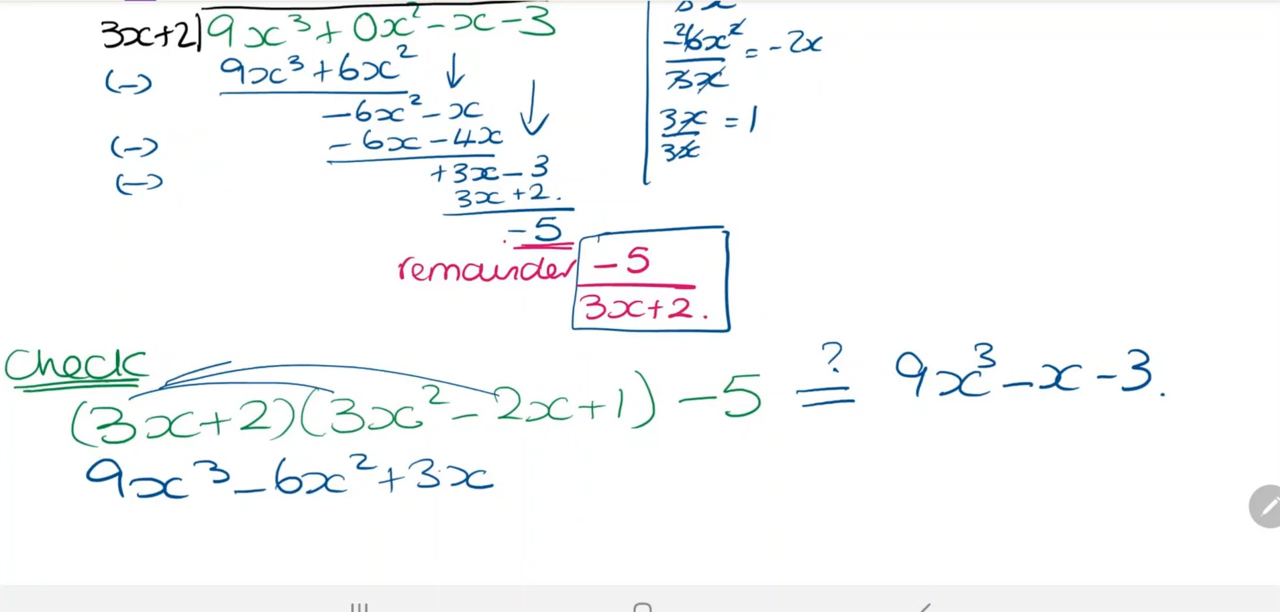 3x+2)9x³+0x²-x-3
(-) 9x³+6x²
-6x²-x
(-) -6x-4x
+3x-3
(-) 3x+2.
-5
remainder -5/3x+2.
-6x²/3x = -2x
3x/3x = 1
Check
(3x+2)(3x²-2x+1)-5 ?= 9x³-x-3.
9x³-6x²+3x